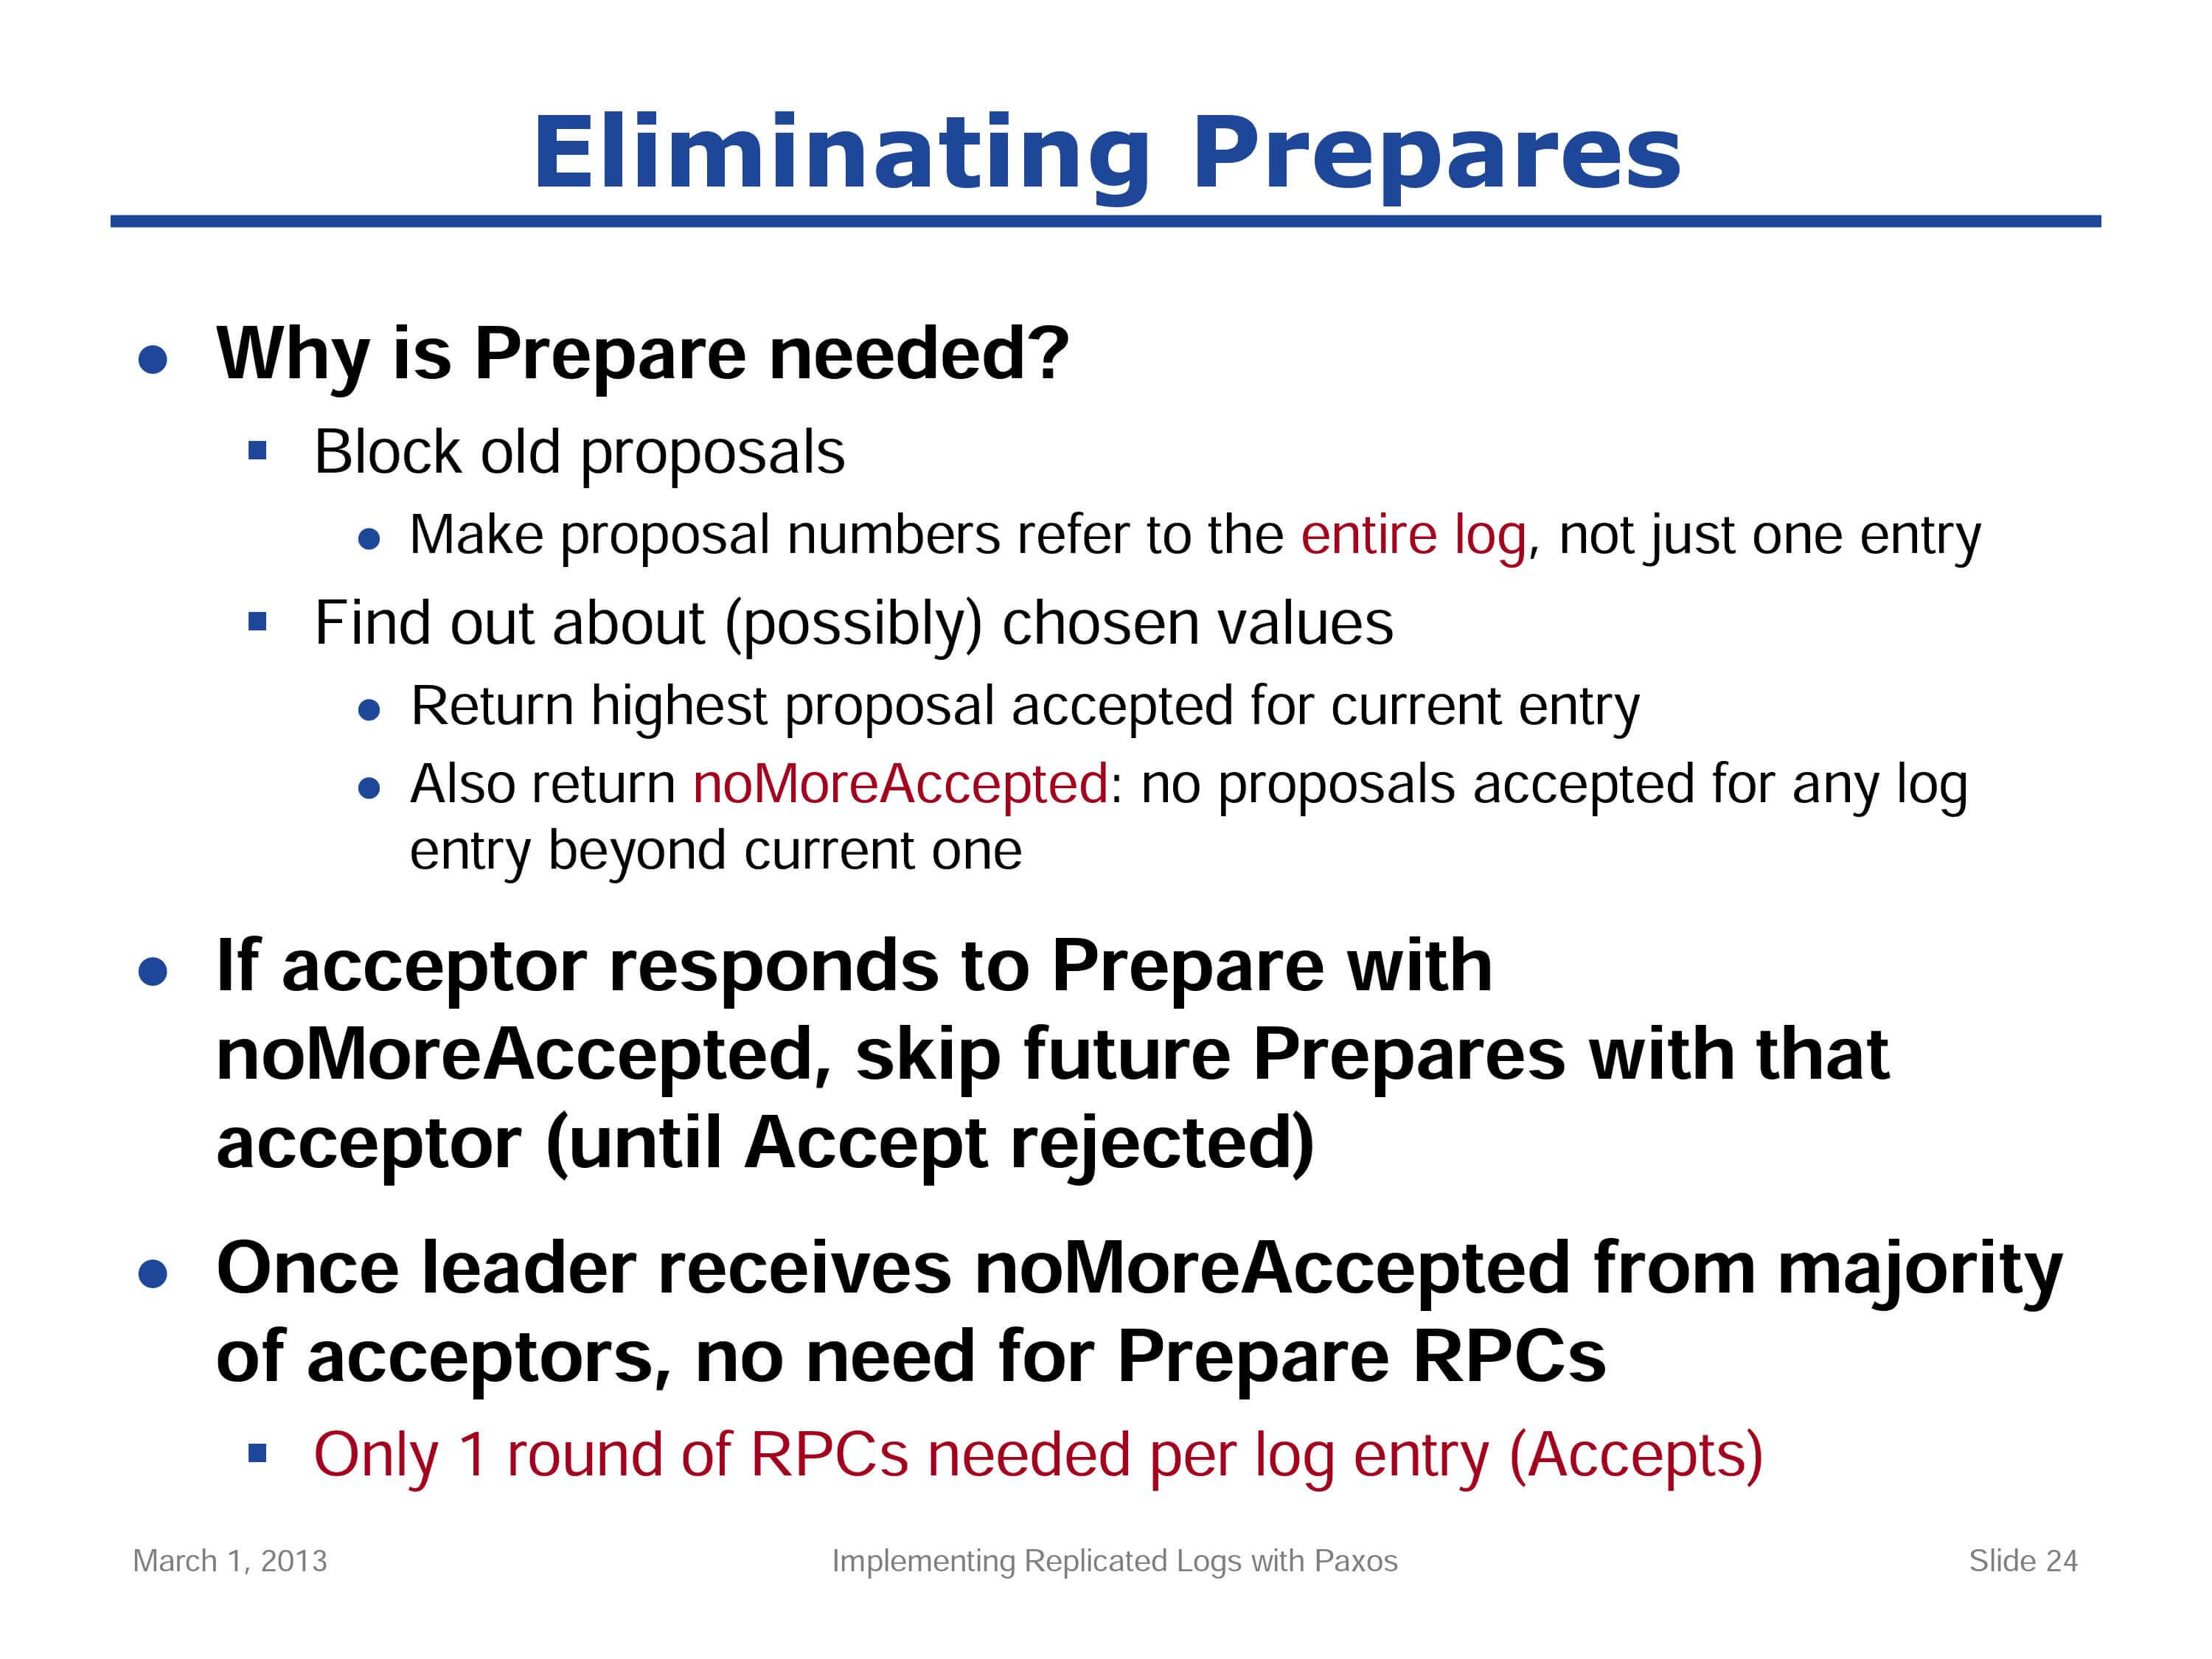 Eliminating Prepares
Why is Prepare needed?
Block old proposals
Make proposal numbers refer to the entire log, not just one entry
Find out about (possibly) chosen values
Return highest proposal accepted for current entry
Also return noMoreAccepted: no proposals accepted for any log
entry beyond current one
If acceptor responds to Prepare with
noMoreAccepted, skip future Prepares with that
acceptor (until Accept rejected)
Once leader receives noMoreAccepted from majority
of acceptors, no need for Prepare RPCs
Only 1 round of RPCs needed per log entry (Accepts)
March 1, 2013
Implementing Replicated Logs with Paxos
Slide 24